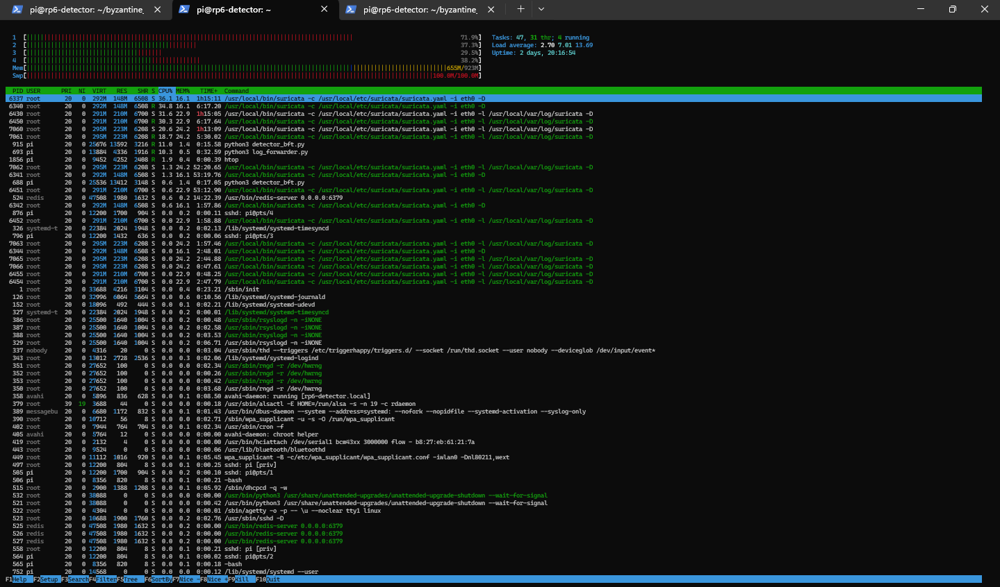 pi@rp6-detector: ~/byzantine_
pi@rp6-detector: ~
pi@rp6-detector: ~/byzantine_
1 [ 71.9%] Tasks: 47, 31 thr; 4 running
2 [ 37.3%] Load average: 2.70 7.01 13.69
3 [ 29.5%] Uptime: 2 days, 20:16:54
4 [ 38.2%]
Mem[ 655M/923M]
Swp[ 100.0M/100.0M]
PID USER PRI NI VIRT RES SHR S CPU% MEM% TIME+ Command
6337 root 20 0 292M 148M 6508 S 36.1 16.1 1h15:11 /usr/local/bin/suricata -c /usr/local/etc/suricata/suricata.yaml -i eth0 -D
6340 root 20 0 292M 148M 6508 R 34.8 16.1 6:17.20 /usr/local/bin/suricata -c /usr/local/etc/suricata/suricata.yaml -i eth0 -D
6430 root 20 0 291M 210M 6700 S 31.6 22.9 1h15:05 /usr/local/bin/suricata -c /usr/local/etc/suricata/suricata.yaml -i eth0 -l /usr/local/var/log/suricata -D
6450 root 20 0 291M 210M 6700 R 30.3 22.9 6:17.64 /usr/local/bin/suricata -c /usr/local/etc/suricata/suricata.yaml -i eth0 -l /usr/local/var/log/suricata -D
7060 root 20 0 295M 223M 6208 S 20.6 24.2 1h13:09 /usr/local/bin/suricata -c /usr/local/etc/suricata/suricata.yaml -i eth0 -l /usr/local/var/log/suricata -D
7061 root 20 0 295M 223M 6208 R 18.7 24.2 5:30.02 /usr/local/bin/suricata -c /usr/local/etc/suricata/suricata.yaml -i eth0 -l /usr/local/var/log/suricata -D
915 pi 20 0 25676 13592 3216 R 11.0 1.4 0:15.58 python3 detector_bft.py
693 pi 20 0 13884 4336 1916 R 10.3 0.5 0:32.59 python3 log_forwarder.py
1856 pi 20 0 9452 4252 2408 R 1.9 0.4 0:00.39 htop
7062 root 20 0 295M 223M 6208 S 1.3 24.2 52:20.65 /usr/local/bin/suricata -c /usr/local/etc/suricata/suricata.yaml -i eth0 -l /usr/local/var/log/suricata -D
6341 root 20 0 292M 148M 6508 S 1.3 16.1 53:19.76 /usr/local/bin/suricata -c /usr/local/etc/suricata/suricata.yaml -i eth0 -D
688 pi 20 0 25536 13412 3148 S 0.6 1.4 0:17.05 python3 detector_bft.py
6451 root 20 0 291M 210M 6700 S 0.6 22.9 53:12.90 /usr/local/bin/suricata -c /usr/local/etc/suricata/suricata.yaml -i eth0 -l /usr/local/var/log/suricata -D
524 redis 20 0 47508 1980 1632 S 0.6 0.2 14:22.39 /usr/bin/redis-server 0.0.0.0:6379
6342 root 20 0 292M 148M 6508 S 0.6 16.1 1:57.86 /usr/local/bin/suricata -c /usr/local/etc/suricata/suricata.yaml -i eth0 -D
876 pi 20 0 12200 1700 904 S 0.0 0.2 0:00.11 sshd: pi@pts/4
6452 root 20 0 291M 210M 6700 S 0.0 22.9 1:58.88 /usr/local/bin/suricata -c /usr/local/etc/suricata/suricata.yaml -i eth0 -l /usr/local/var/log/suricata -D
326 systemd-t 20 0 22384 2024 1948 S 0.0 0.2 0:02.13 /lib/systemd/systemd-timesyncd
796 pi 20 0 12200 1432 636 S 0.0 0.2 0:00.06 sshd: pi@pts/3
7063 root 20 0 295M 223M 6208 S 0.0 24.2 1:57.46 /usr/local/bin/suricata -c /usr/local/etc/suricata/suricata.yaml -i eth0 -l /usr/local/var/log/suricata -D
6344 root 20 0 292M 148M 6508 S 0.0 16.1 2:48.01 /usr/local/bin/suricata -c /usr/local/etc/suricata/suricata.yaml -i eth0 -D
7065 root 20 0 295M 223M 6208 S 0.0 24.2 2:44.88 /usr/local/bin/suricata -c /usr/local/etc/suricata/suricata.yaml -i eth0 -l /usr/local/var/log/suricata -D
7066 root 20 0 295M 223M 6208 S 0.0 24.2 0:47.61 /usr/local/bin/suricata -c /usr/local/etc/suricata/suricata.yaml -i eth0 -l /usr/local/var/log/suricata -D
6455 root 20 0 291M 210M 6700 S 0.0 22.9 0:48.25 /usr/local/bin/suricata -c /usr/local/etc/suricata/suricata.yaml -i eth0 -l /usr/local/var/log/suricata -D
6454 root 20 0 291M 210M 6700 S 0.0 22.9 2:47.79 /usr/local/bin/suricata -c /usr/local/etc/suricata/suricata.yaml -i eth0 -l /usr/local/var/log/suricata -D
1 root 20 0 33688 4216 3104 S 0.0 0.4 0:23.21 /sbin/init
126 root 20 0 32996 6064 5664 S 0.0 0.6 0:10.56 /lib/systemd/systemd-journald
152 root 20 0 18096 492 444 S 0.0 0.1 0:02.21 /lib/systemd/systemd-udevd
327 systemd-t 20 0 22384 2024 1948 S 0.0 0.2 0:00.01 /lib/systemd/systemd-timesyncd
386 root 20 0 25500 1640 1004 S 0.0 0.2 0:00.48 /usr/sbin/rsyslogd -n -iNONE
387 root 20 0 25500 1640 1004 S 0.0 0.2 0:02.58 /usr/sbin/rsyslogd -n -iNONE
388 root 20 0 25500 1640 1004 S 0.0 0.2 0:03.53 /usr/sbin/rsyslogd -n -iNONE
329 root 20 0 25500 1640 1004 S 0.0 0.2 0:06.71 /usr/sbin/rsyslogd -n -iNONE
337 nobody 20 0 4316 20 0 S 0.0 0.0 0:03.04 /usr/sbin/thd --triggers /etc/triggerhappy/triggers.d/ --socket /run/thd.socket --user nobody --deviceglob /dev/input/event*
343 root 20 0 13012 2728 2536 S 0.0 0.3 0:02.06 /lib/systemd/systemd-logind
351 root 20 0 27652 100 0 S 0.0 0.0 0:02.34 /usr/sbin/rngd -r /dev/hwrng
352 root 20 0 27652 100 0 S 0.0 0.0 0:00.26 /usr/sbin/rngd -r /dev/hwrng
353 root 20 0 27652 100 0 S 0.0 0.0 0:00.42 /usr/sbin/rngd -r /dev/hwrng
350 root 20 0 27652 100 0 S 0.0 0.0 0:03.68 /usr/sbin/rngd -r /dev/hwrng
358 avahi 20 0 5896 836 628 S 0.0 0.1 0:08.50 avahi-daemon: running [rp6-detector.local]
379 root 39 19 3688 44 0 S 0.0 0.0 0:00.18 /usr/sbin/alsactl -E HOME=/run/alsa -s -n 19 -c rdaemon
389 messagebu 20 0 6680 1172 832 S 0.0 0.1 0:01.43 /usr/bin/dbus-daemon --system --address=systemd: --nofork --nopidfile --systemd-activation --syslog-only
390 root 20 0 10712 56 8 S 0.0 0.0 0:02.71 /sbin/wpa_supplicant -u -s -O /run/wpa_supplicant
402 root 20 0 7944 764 704 S 0.0 0.1 0:02.34 /usr/sbin/cron -f
405 avahi 20 0 5764 12 0 S 0.0 0.0 0:00.00 avahi-daemon: chroot helper
419 root 20 0 2132 4 0 S 0.0 0.0 0:00.00 /usr/bin/hciattach /dev/serial1 bcm43xx 3000000 flow - b8:27:eb:61:21:7a
443 root 20 0 9524 0 0 S 0.0 0.0 0:00.06 /usr/lib/bluetooth/bluetoothd
449 root 20 0 11112 1016 920 S 0.0 0.1 0:05.45 wpa_supplicant -B -c/etc/wpa_supplicant/wpa_supplicant.conf -iwlan0 -Dnl80211,wext
497 root 20 0 12200 804 8 S 0.0 0.1 0:00.25 sshd: pi [priv]
505 pi 20 0 12200 1700 904 S 0.0 0.2 0:00.10 sshd: pi@pts/1
506 pi 20 0 8356 820 8 S 0.0 0.1 0:00.21 -bash
515 root 20 0 2900 1388 1208 S 0.0 0.1 0:05.92 /sbin/dhcpcd -q -w
532 root 20 0 38088 0 0 S 0.0 0.0 0:00.00 /usr/bin/python3 /usr/share/unattended-upgrades/unattended-upgrade-shutdown --wait-for-signal
521 root 20 0 38088 0 0 S 0.0 0.0 0:00.42 /usr/bin/python3 /usr/share/unattended-upgrades/unattended-upgrade-shutdown --wait-for-signal
522 root 20 0 4304 0 0 S 0.0 0.0 0:00.01 /sbin/agetty -o -p -- \u --noclear tty1 linux
523 root 20 0 10688 1900 1760 S 0.0 0.2 0:02.76 /usr/sbin/sshd -D
525 redis 20 0 47508 1980 1632 S 0.0 0.2 0:00.00 /usr/bin/redis-server 0.0.0.0:6379
526 redis 20 0 47508 1980 1632 S 0.0 0.2 0:00.00 /usr/bin/redis-server 0.0.0.0:6379
527 redis 20 0 47508 1980 1632 S 0.0 0.2 0:00.00 /usr/bin/redis-server 0.0.0.0:6379
558 root 20 0 12200 804 8 S 0.0 0.1 0:00.21 sshd: pi [priv]
564 pi 20 0 12200 804 8 S 0.0 0.1 0:00.02 sshd: pi@pts/2
565 pi 20 0 8356 820 8 S 0.0 0.1 0:00.18 -bash
752 pi 20 0 14568 0 0 S 0.0 0.0 0:00.12 /lib/systemd/systemd --user
F1Help F2Setup F3SearchF4FilterF5Tree F6SortByF7Nice -F8Nice +F9Kill F10Quit